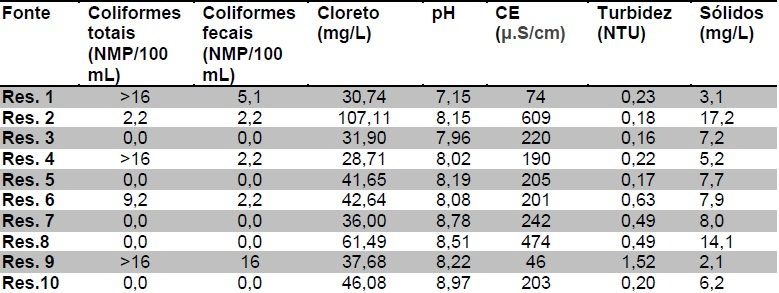 Fonte Coliformes totais (NMP/100 mL) Coliformes fecais (NMP/100 mL) Cloreto (mg/L) pH CE (µ.S/cm) Turbidez (NTU) Sólidos (mg/L)
Res. 1 >16 5,1 30,74 7,15 74 0,23 3,1
Res. 2 2,2 2,2 107,11 8,15 609 0,18 17,2
Res. 3 0,0 0,0 31,90 7,96 220 0,16 7,2
Res. 4 >16 2,2 28,71 8,02 190 0,22 5,2
Res. 5 0,0 0,0 41,65 8,19 205 0,17 7,7
Res. 6 9,2 2,2 42,64 8,08 201 0,63 7,9
Res. 7 0,0 0,0 36,00 8,78 242 0,49 8,0
Res.8 0,0 0,0 61,49 8,51 474 0,49 14,1
Res. 9 >16 16 37,68 8,22 46 1,52 2,1
Res.10 0,0 0,0 46,08 8,97 203 0,20 6,2